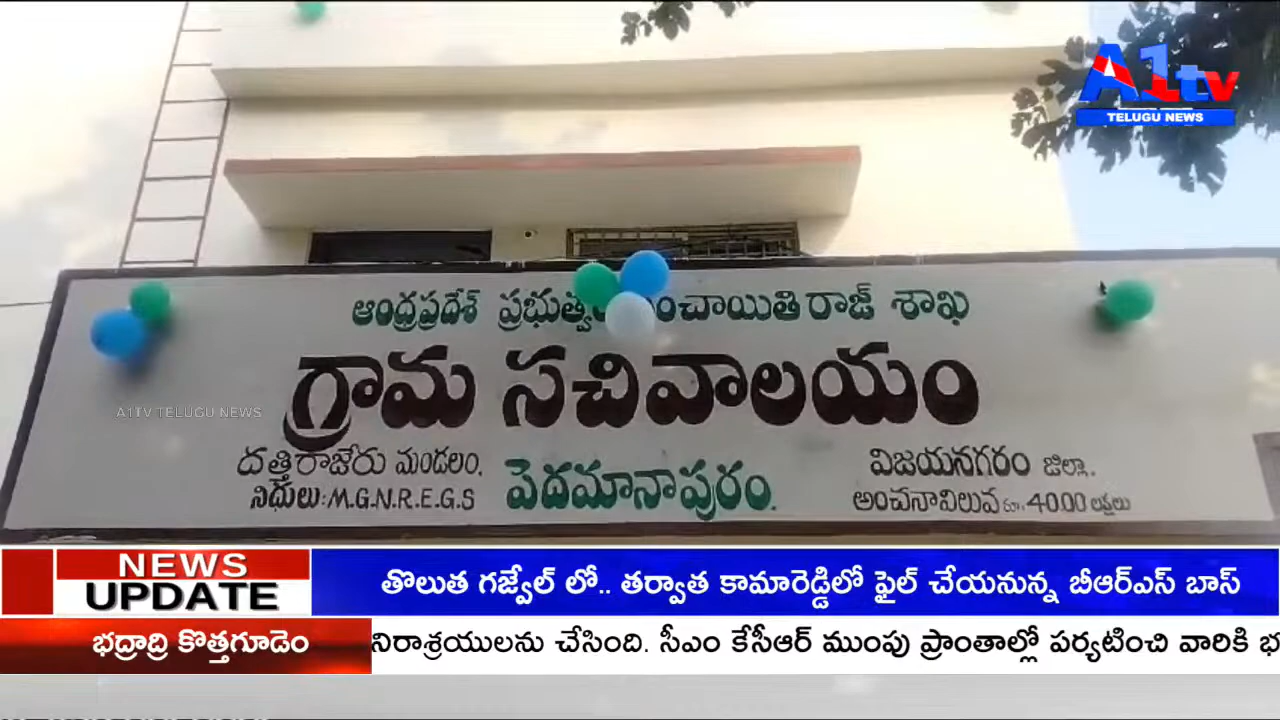 A1tv
TELUGU NEWS
ఆంధ్రప్రదేశ్ రాజ్ శాఖ
గ్రామ సచివాలయం
A1TV TELUGU NEWS
దత్తిరాజేరు మండలం.
విజయనగరం జిల్లా..
నిధులు:M.G.N.R.E.G.S
పెదమానాపురం.
అంచనావిలువ రూ. 40.00 లక్షలు
NEWS
UPDATE
తొలుత గజ్వేల్ లో.. తర్వాత కామారెడ్డిలో ఫైల్ చేయనున్న బీఆర్ఎస్ బాస్
భద్రాద్రి కొత్తగూడెం
నిరాశ్రయులను చేసింది. సీఎం కేసీఆర్ ముంపు ప్రాంతాల్లో పర్యటించి వారికి